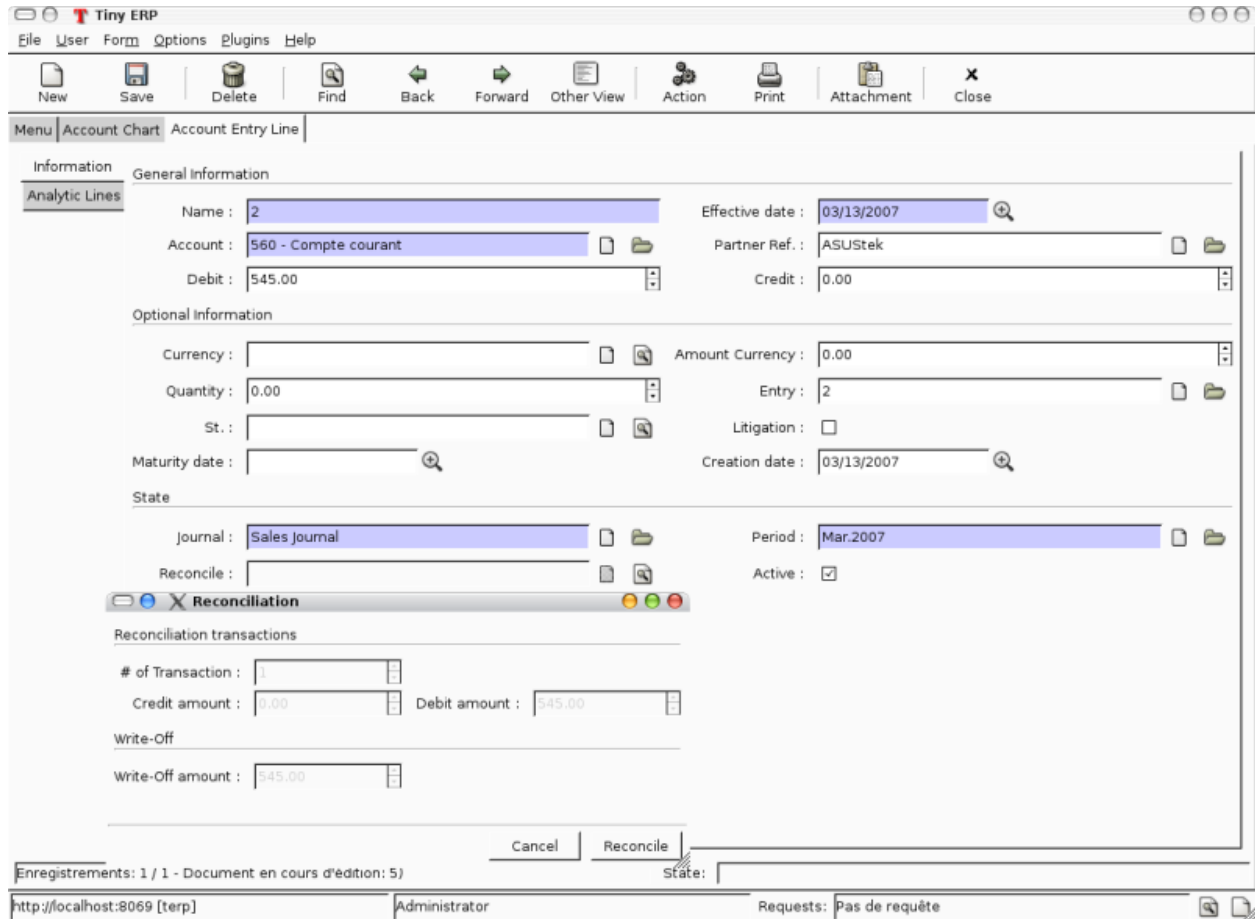 Tiny ERP
File User Form Options Plugins Help
New Save Delete Find Back Forward Other View Action Print Attachment Close
Menu Account Chart Account Entry Line
Information
Analytic Lines
General Information
Name : 2 Effective date : 03/13/2007
Account : 560 - Compte courant Partner Ref. : ASUStek
Debit : 545.00 Credit : 0.00
Optional Information
Currency : Amount Currency : 0.00
Quantity : 0.00 Entry : 2
St. : Litigation :
Maturity date : Creation date : 03/13/2007
State
Journal : Sales Journal Period : Mar.2007
Reconcile : Active :
Reconciliation
Reconciliation transactions
# of Transaction : 1
Credit amount : 0.00 Debit amount : 545.00
Write-Off
Write-Off amount : 545.00
Cancel Reconcile
Enregistrements: 1 / 1 - Document en cours d'édition: 5) State:
http://localhost:8069 [terp] Administrator Requests: Pas de requête